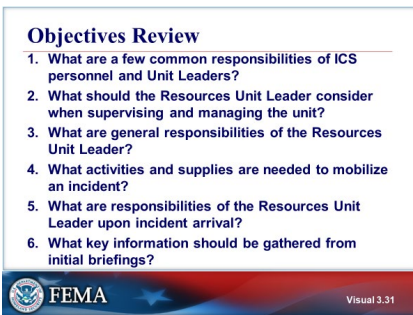 Objectives Review
1. What are a few common responsibilities of ICS
personnel and Unit Leaders?
2. What should the Resources Unit Leader consider
when supervising and managing the unit?
3. What are general responsibilities of the Resources
Unit Leader?
4. What activities and supplies are needed to mobilize
an incident?
5. What are responsibilities of the Resources Unit
Leader upon incident arrival?
6. What key information should be gathered from
initial briefings?
FEMA
Visual 3.31